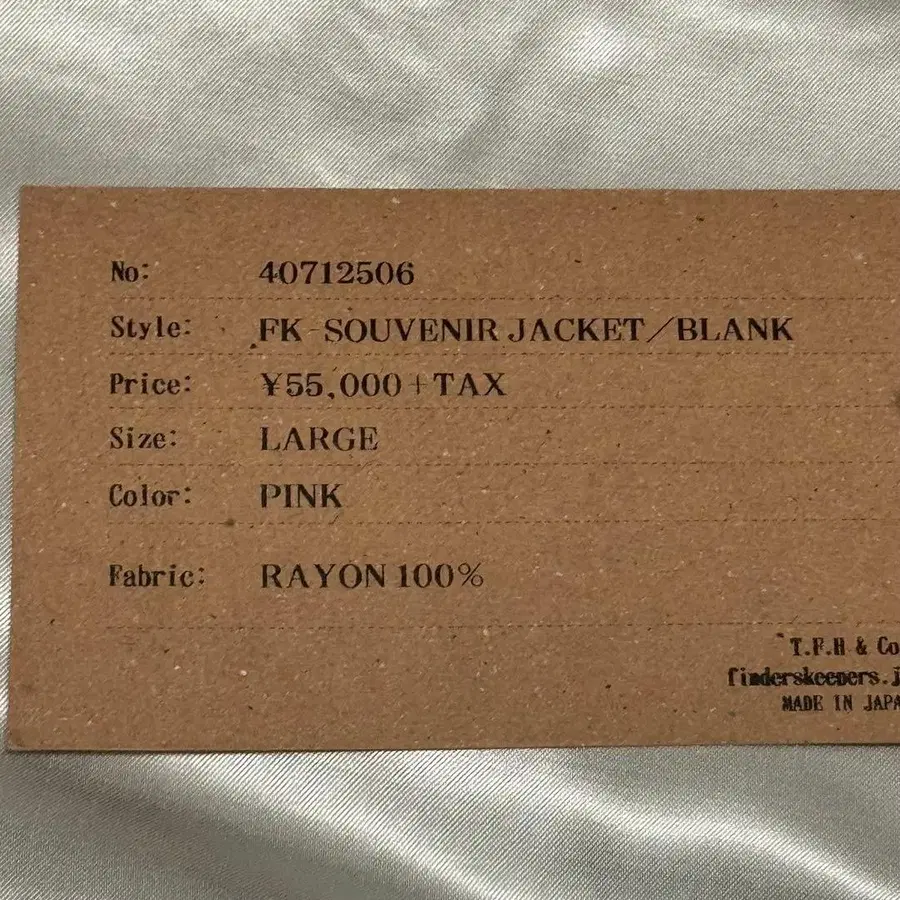 No: 40712506
Style: FK-SOUVENIR JACKET／BLANK
Price: ¥55,000+TAX
Size: LARGE
Color: PINK
Fabric: RAYON 100%
T.F.H & Co
finderskeepers.j
MADE IN JAPA